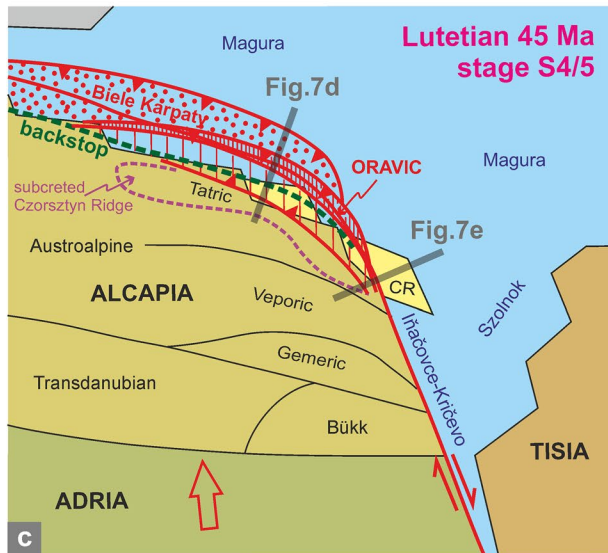 Magura
Lutetian 45 Ma
stage S4/5
Fig.7d
Biele Karpaty
backstop
Magura
ORAVIC
subcreted
Czorsztyn Ridge
Tatric
Fig.7e
Austroalpine
CR
Szolnok
ALCAPIA
Veporic
Iňačovce-Kričevo
Gemeric
Transdanubian
Bükk
TISIA
ADRIA
c